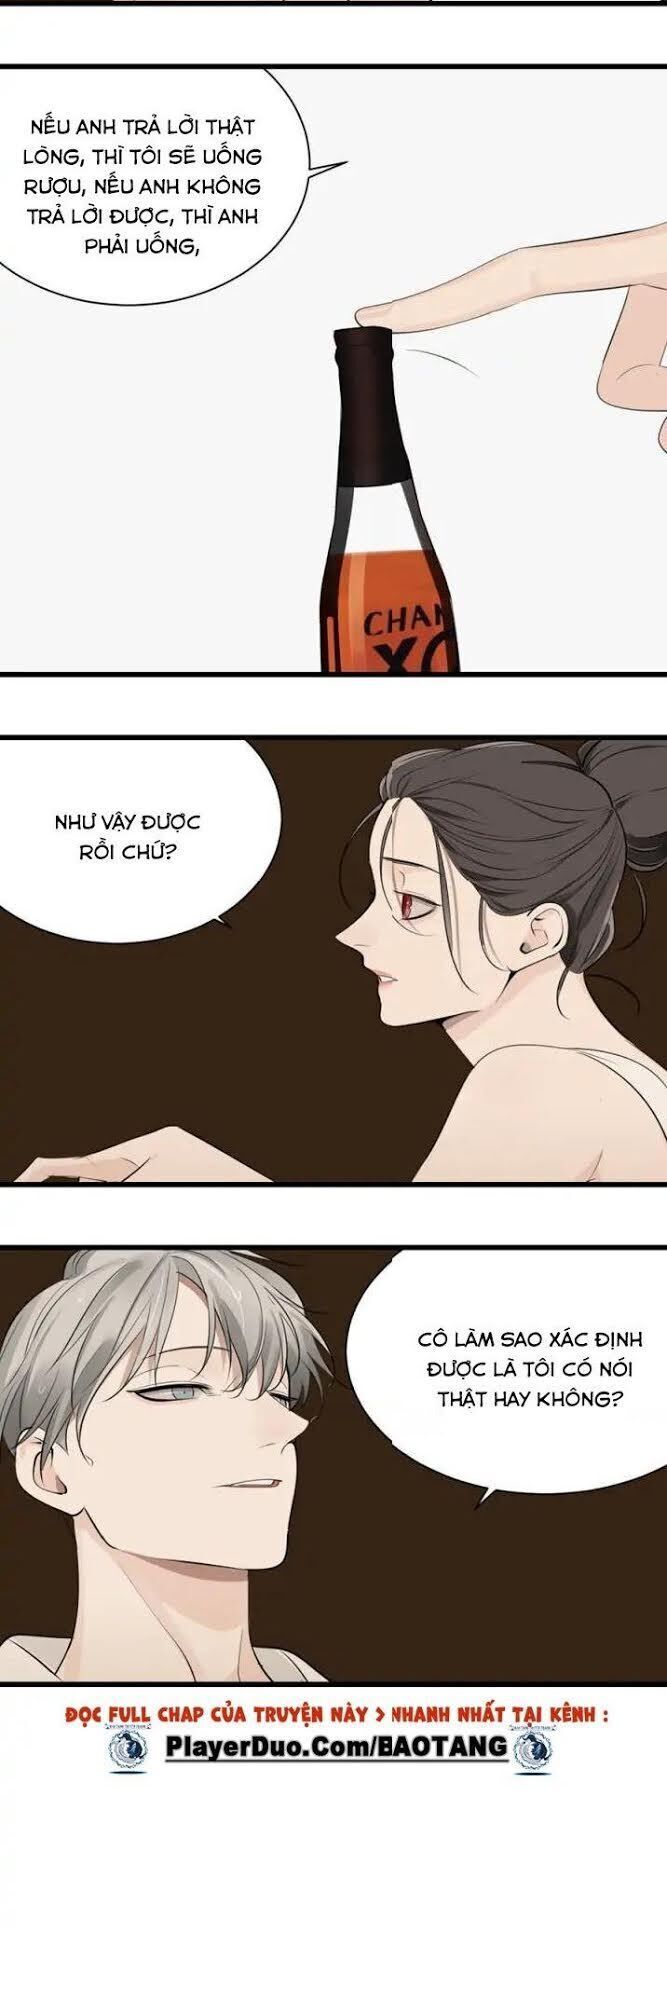 NẾU ANH TRẢ LỜI THẬT
LÒNG, THÌ TÔI SẼ UỐNG
RƯỢU, NẾU ANH KHÔNG
TRẢ LỜI ĐƯỢC, THÌ ANH
PHẢI UỐNG,
CHAN
XO
NHƯ VẬY ĐƯỢC
RỒI CHỨ?
CÔ LÀM SAO XÁC ĐỊNH
ĐƯỢC LÀ TÔI CÓ NÓI
THẬT HAY KHÔNG?
ĐỌC FULL CHAP CỦA TRUYỆN NÀY > NHANH NHẤT TẠI KÊNH :
PlayerDuo.Com/BAOTANG